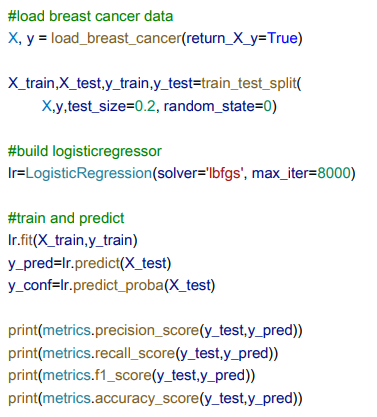 #load breast cancer data
X, y = load_breast_cancer(return_X_y=True)
X_train,X_test,y_train,y_test=train_test_split(
X,y,test_size=0.2, random_state=0)
#build logisticregressor
lr=LogisticRegression(solver='lbfgs', max_iter=8000)
#train and predict
lr.fit(X_train,y_train)
y_pred=lr.predict(X_test)
y_conf=lr.predict_proba(X_test)
print(metrics.precision_score(y_test,y_pred))
print(metrics.recall_score(y_test,y_pred))
print(metrics.f1_score(y_test,y_pred))
print(metrics.accuracy_score(y_test,y_pred))